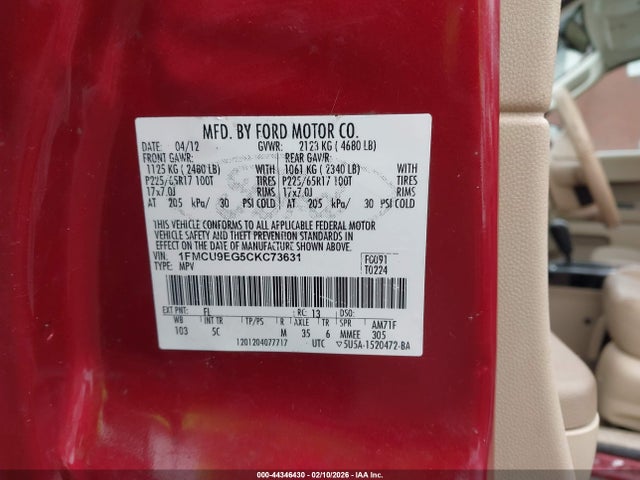 MFD. BY FORD MOTOR CO.
DATE: 04/12 GVWR: 2123 KG ( 4680 LB)
FRONT GAWR: REAR GAWR:
1125 KG ( 2480 LB) WITH 1061 KG ( 2340 LB) WITH
P225/65R17 100T TIRES P225/65R17 100T TIRES
17x7.0J RIMS 17x7.0J RIMS
AT 205 kPa/ 30 PSI COLD AT 205 kPa/ 30 PSI COLD
THIS VEHICLE CONFORMS TO ALL APPLICABLE FEDERAL MOTOR
VEHICLE SAFETY AND BUMPER STANDARDS IN
EFFECT ON THE DATE OF MANUFACTURE SHOWN ABOVE.
VIN: 1FMCU9EG5CKC73631 F0091
TYPE: MPV T0224
EXT PNT: FL RC: 13 DSO:
WB INT TR TP/PS R AXLE TR SPR AM71F
103 5C M 35 6 MMEE 305
1201204077717 UTC ▽5U5A-1520472-BA
000-44346430 - 02/10/2026 - IAA Inc.